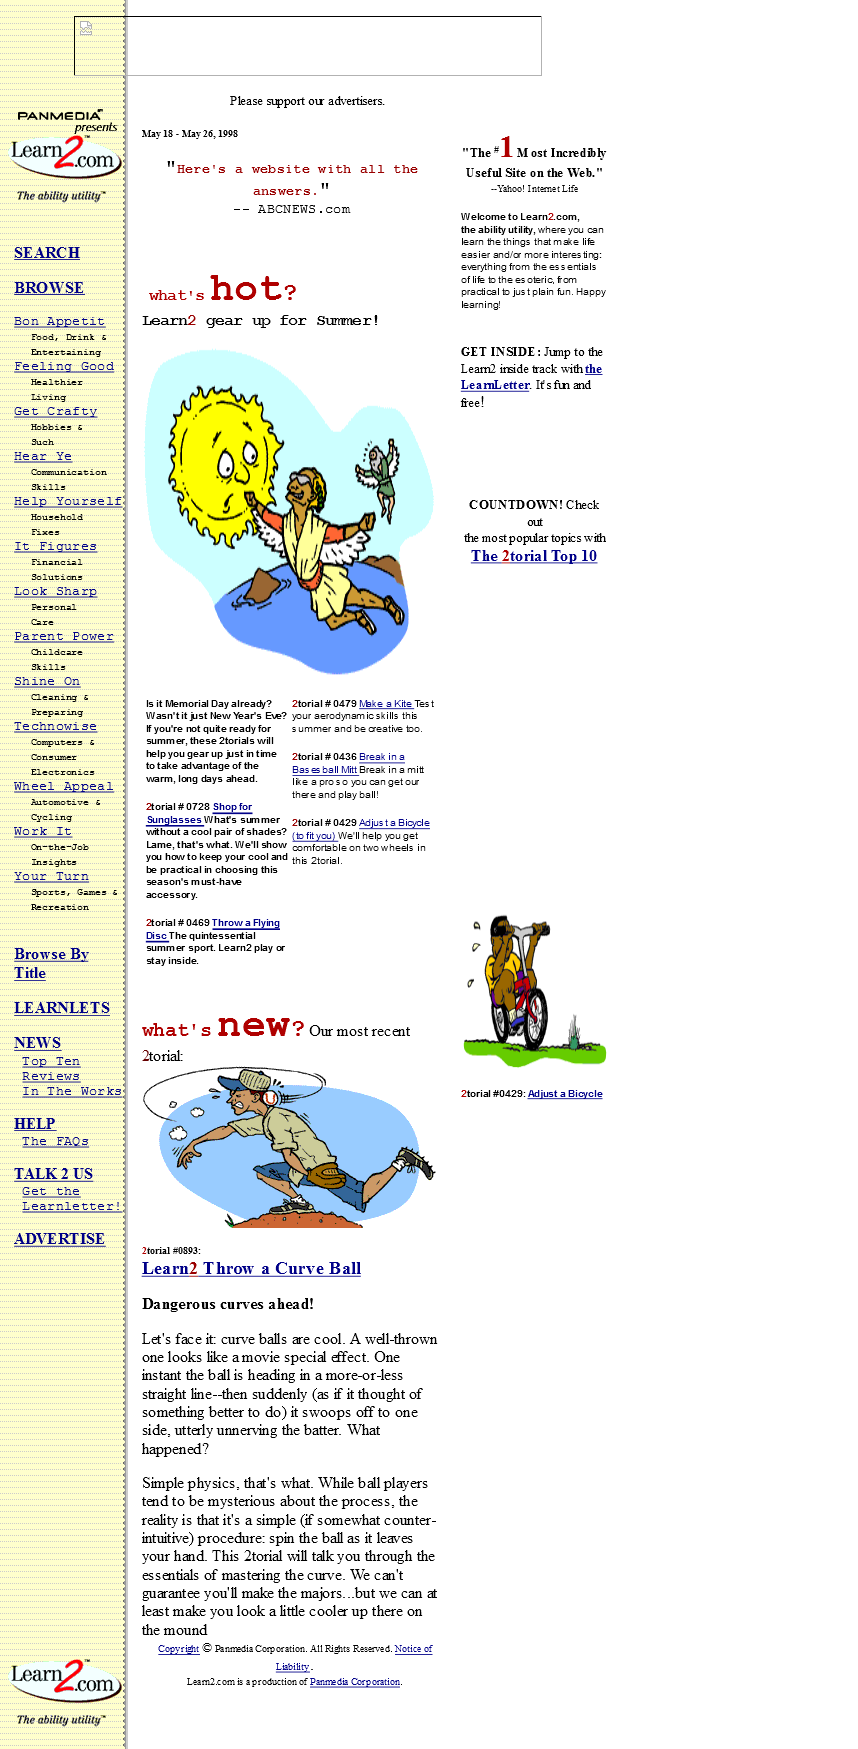 Please support our advertisers.
PANMEDIA
presents
Learn2.com™
The ability utility™
SEARCH
BROWSE
Bon Appetit
Food, Drink &
Entertaining
Feeling Good
Healthier
Living
Get Crafty
Hobbies &
Such
Hear Ye
Communication
Skills
Help Yourself
Household
Fixes
It Figures
Financial
Solutions
Look Sharp
Personal
Care
Parent Power
Childcare
Skills
Shine On
Cleaning &
Preparing
Technowise
Computers &
Consumer
Electronics
Wheel Appeal
Automotive &
Cycling
Work It
On-the-Job
Insights
Your Turn
Sports, Games &
Recreation
Browse By
Title
LEARNLETS
NEWS
Top Ten
Reviews
In The Works
HELP
The FAQs
TALK 2 US
Get the
Learnletter!
ADVERTISE
Learn2.com™
The ability utility™
May 18 - May 26, 1998
"Here's a website with all the
answers."
-- ABCNEWS.com
what's hot?
Learn2 gear up for Summer!
Is it Memorial Day already?
Wasn't it just New Year's Eve?
If you're not quite ready for
summer, these 2torials will
help you gear up just in time
to take advantage of the
warm, long days ahead.
2torial # 0728 Shop for
Sunglasses What's summer
without a cool pair of shades?
Lame, that's what. We'll show
you how to keep your cool and
be practical in choosing this
season's must-have
accessory.
2torial # 0469 Throw a Flying
Disc The quintessential
summer sport. Learn2 play or
stay inside.
2torial # 0479 Make a Kite Test
your aerodynamic skills this
summer and be creative too.
2torial # 0436 Break in a
Baseball Mitt Break in a mitt
like a pro so you can get our
there and play ball!
2torial # 0429 Adjust a Bicycle
(to fit you) We'll help you get
comfortable on two wheels in
this 2torial.
what's new? Our most recent
2torial:
2torial #0893:
Learn2 Throw a Curve Ball
Dangerous curves ahead!
Let's face it: curve balls are cool. A well-thrown
one looks like a movie special effect. One
instant the ball is heading in a more-or-less
straight line--then suddenly (as if it thought of
something better to do) it swoops off to one
side, utterly unnerving the batter. What
happened?
Simple physics, that's what. While ball players
tend to be mysterious about the process, the
reality is that it's a simple (if somewhat counter-
intuitive) procedure: spin the ball as it leaves
your hand. This 2torial will talk you through the
essentials of mastering the curve. We can't
guarantee you'll make the majors...but we can at
least make you look a little cooler up there on
the mound
Copyright © Panmedia Corporation. All Rights Reserved. Notice of
Liability.
Learn2.com is a production of Panmedia Corporation.
"The #1 Most Incredibly
Useful Site on the Web."
--Yahoo! Internet Life
Welcome to Learn2.com,
the ability utility, where you can
learn the things that make life
easier and/or more interesting:
everything from the essentials
of life to the esoteric, from
practical to just plain fun. Happy
learning!
GET INSIDE: Jump to the
Learn2 inside track with the
LearnLetter. It's fun and
free!
COUNTDOWN! Check
out
the most popular topics with
The 2torial Top 10
2torial #0429: Adjust a Bicycle